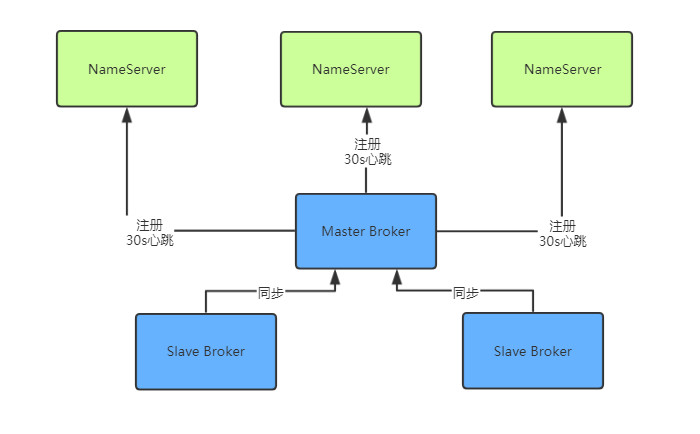 NameServer
NameServer
NameServer
注册
30s心跳
Master Broker
注册
30s心跳
注册
30s心跳
同步
同步
Slave Broker
Slave Broker